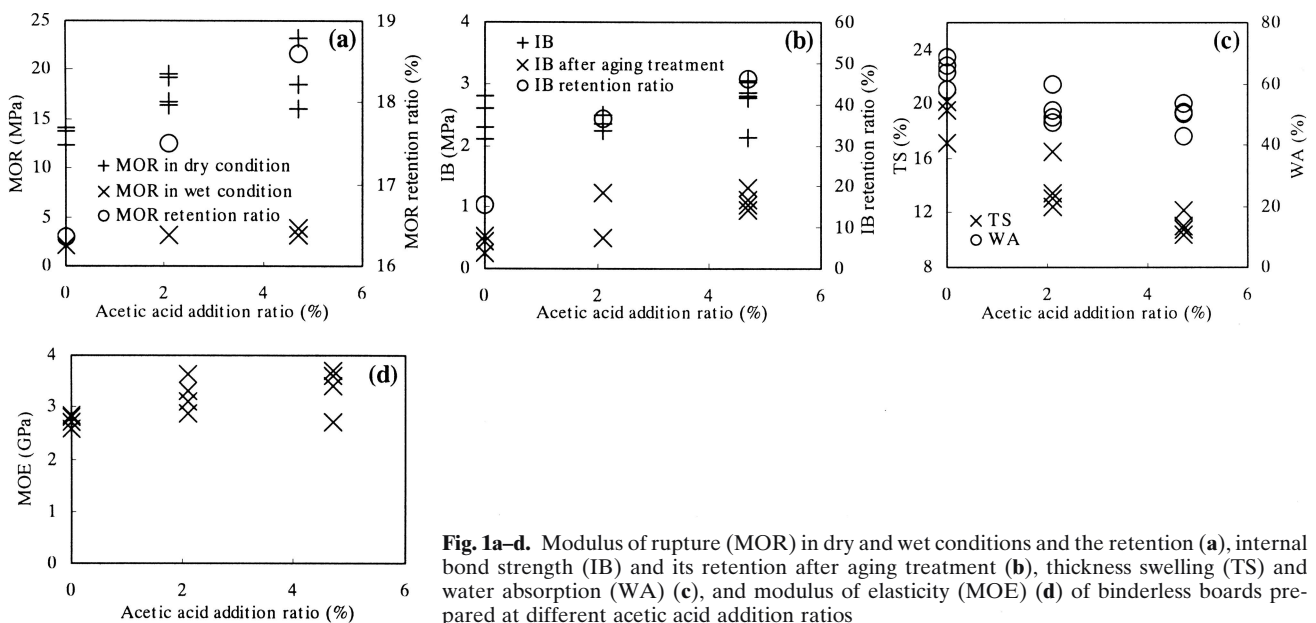 25
20
15
10
5
0
MOR (MPa)
(a)
+ MOR in dry condition
× MOR in wet condition
○ MOR retention ratio
19
18
17
16
MOR retention ratio (%)
0 2 4 6
Acetic acid addition ratio (%)
4
3
2
1
0
IB (MPa)
(b)
+ IB
× IB after aging treatment
○ IB retention ratio
60
50
40
30
20
10
0
IB retention ratio (%)
0 2 4 6
Acetic acid addition ratio (%)
24
20
16
12
8
TS (%)
(c)
× TS
○ WA
80
60
40
20
0
WA (%)
0 2 4 6
Acetic acid addition ratio (%)
4
3
2
1
0
MOE (GPa)
(d)
0 2 4 6
Acetic acid addition ratio (%)
Fig. 1a–d. Modulus of rupture (MOR) in dry and wet conditions and the retention (a), internal
bond strength (IB) and its retention after aging treatment (b), thickness swelling (TS) and
water absorption (WA) (c), and modulus of elasticity (MOE) (d) of binderless boards pre-
pared at different acetic acid addition ratios